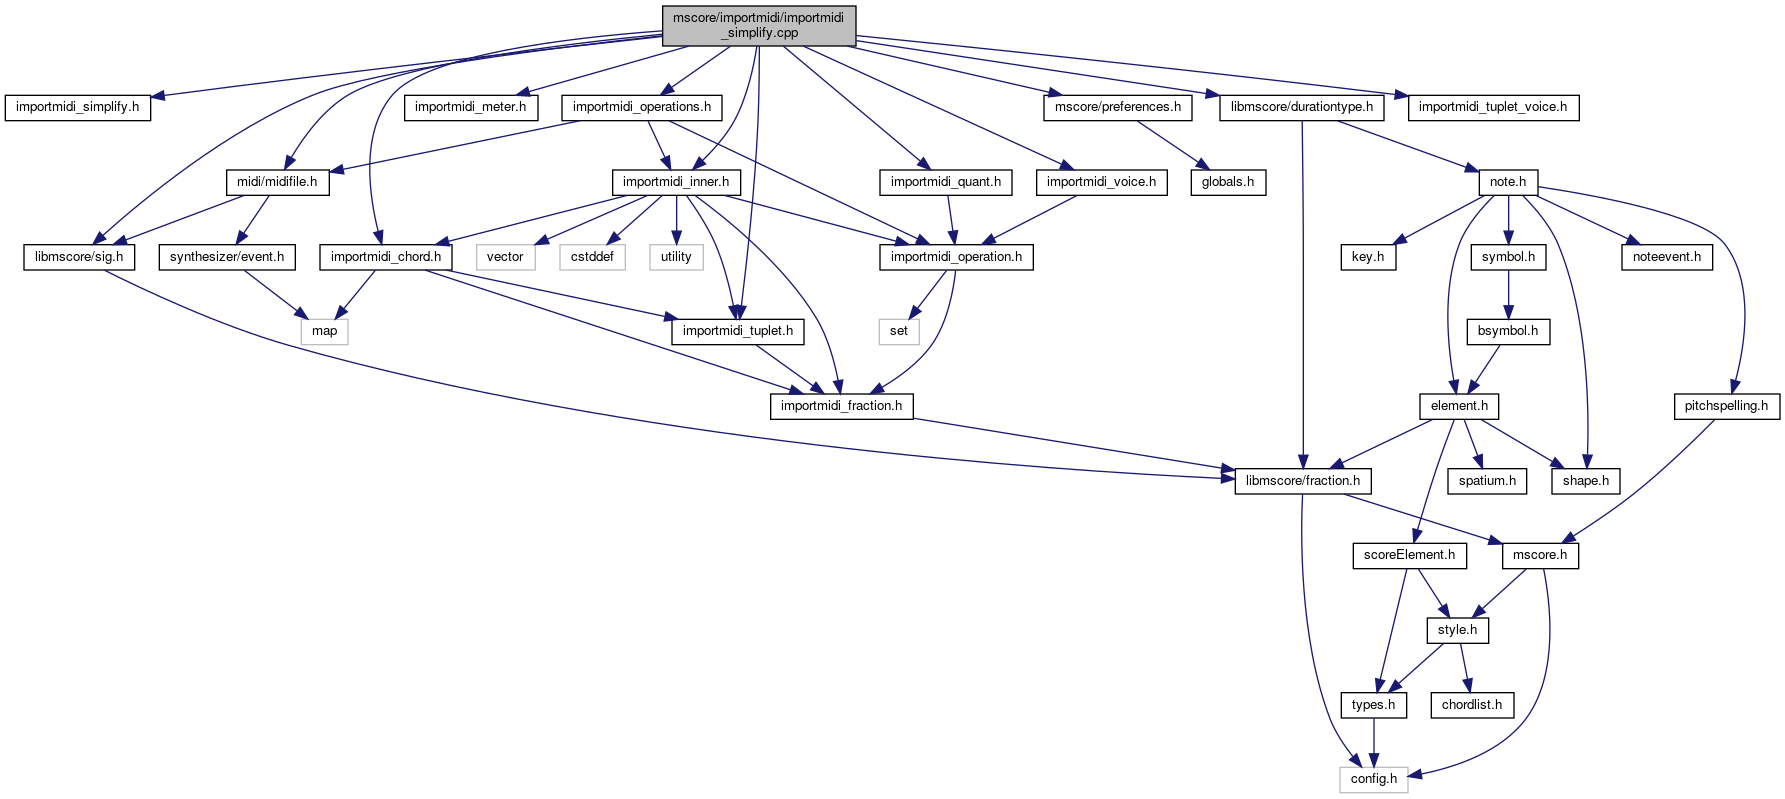 mscore/importmidi/importmidi
_simplify.cpp
importmidi_simplify.h
importmidi_meter.h
importmidi_operations.h
mscore/preferences.h
libmscore/durationtype.h
importmidi_tuplet_voice.h
midi/midifile.h
importmidi_inner.h
importmidi_quant.h
importmidi_voice.h
globals.h
note.h
libmscore/sig.h
synthesizer/event.h
importmidi_chord.h
vector
cstddef
utility
importmidi_operation.h
key.h
symbol.h
noteevent.h
map
importmidi_tuplet.h
set
bsymbol.h
importmidi_fraction.h
element.h
pitchspelling.h
libmscore/fraction.h
spatium.h
shape.h
scoreElement.h
mscore.h
style.h
types.h
chordlist.h
config.h